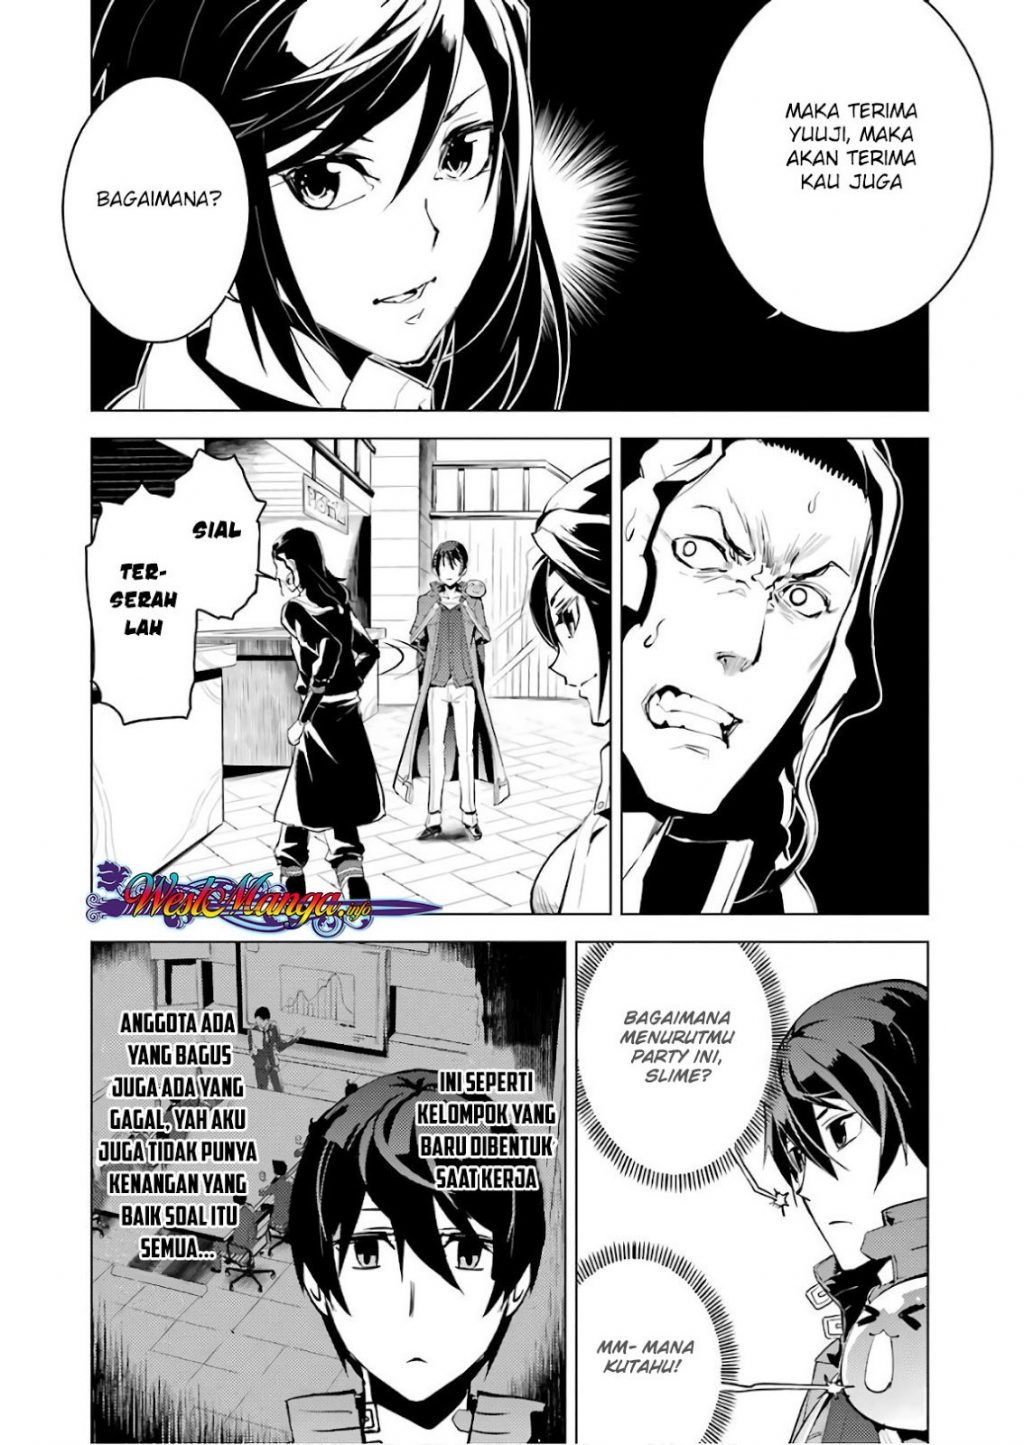 MAKA TERIMA
YUUJI, MAKA
AKAN TERIMA
KAU JUGA
BAGAIMANA?
SIAL
TER-
SERAH
LAH
WestManga.info
BAGAIMANA
MENURUTMU
PARTY INI,
SLIME?
MM- MANA
KUTAHU!
INI SEPERTI
KELOMPOK YANG
BARU DIBENTUK
SAAT KERJA
ANGGOTA ADA
YANG BAGUS
JUGA ADA YANG
GAGAL, YAH AKU
JUGA TIDAK PUNYA
KENANGAN YANG
BAIK SOAL ITU
SEMUA...